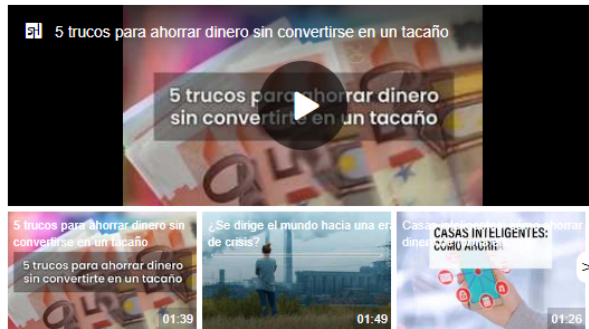 5 trucos para ahorrar dinero sin convertirse en un tacaño
5 trucos para ahorrar dinero
sin convertirte en un tacaño
5 trucos para ahorrar dinero sin
convertirse en un tacaño
5 trucos para ahorrar dinero
sin convertirte en un tacaño
01:39
¿Se dirige el mundo hacia una era
de crisis?
01:49
CASAS INTELIGENTES:
CÓMO AHORR
01:26